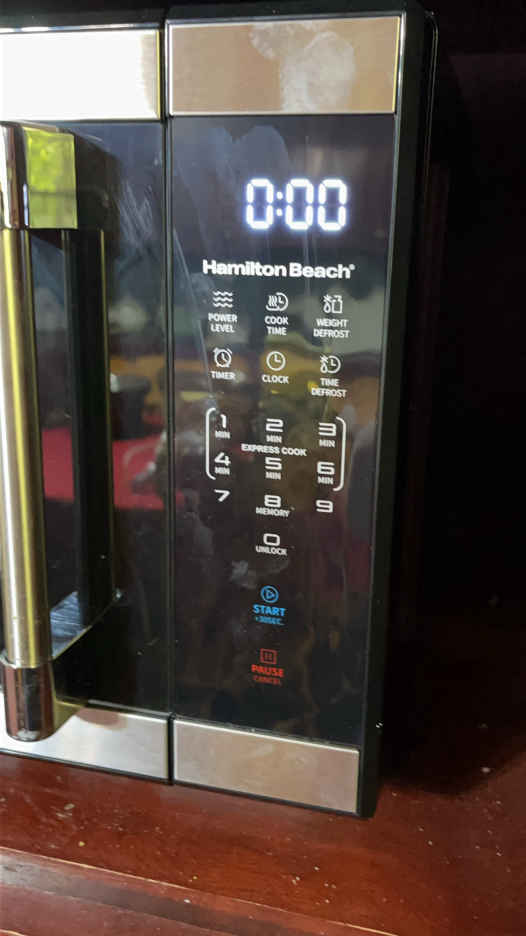 0:00
Hamilton Beach®
POWER LEVEL
COOK TIME
WEIGHT DEFROST
TIMER
CLOCK
TIME DEFROST
1 MIN
2 MIN
3 MIN
EXPRESS COOK
4 MIN
5 MIN
6 MIN
7
8 MEMORY
9
0
UNLOCK
START
+30SEC.
PAUSE
CANCEL